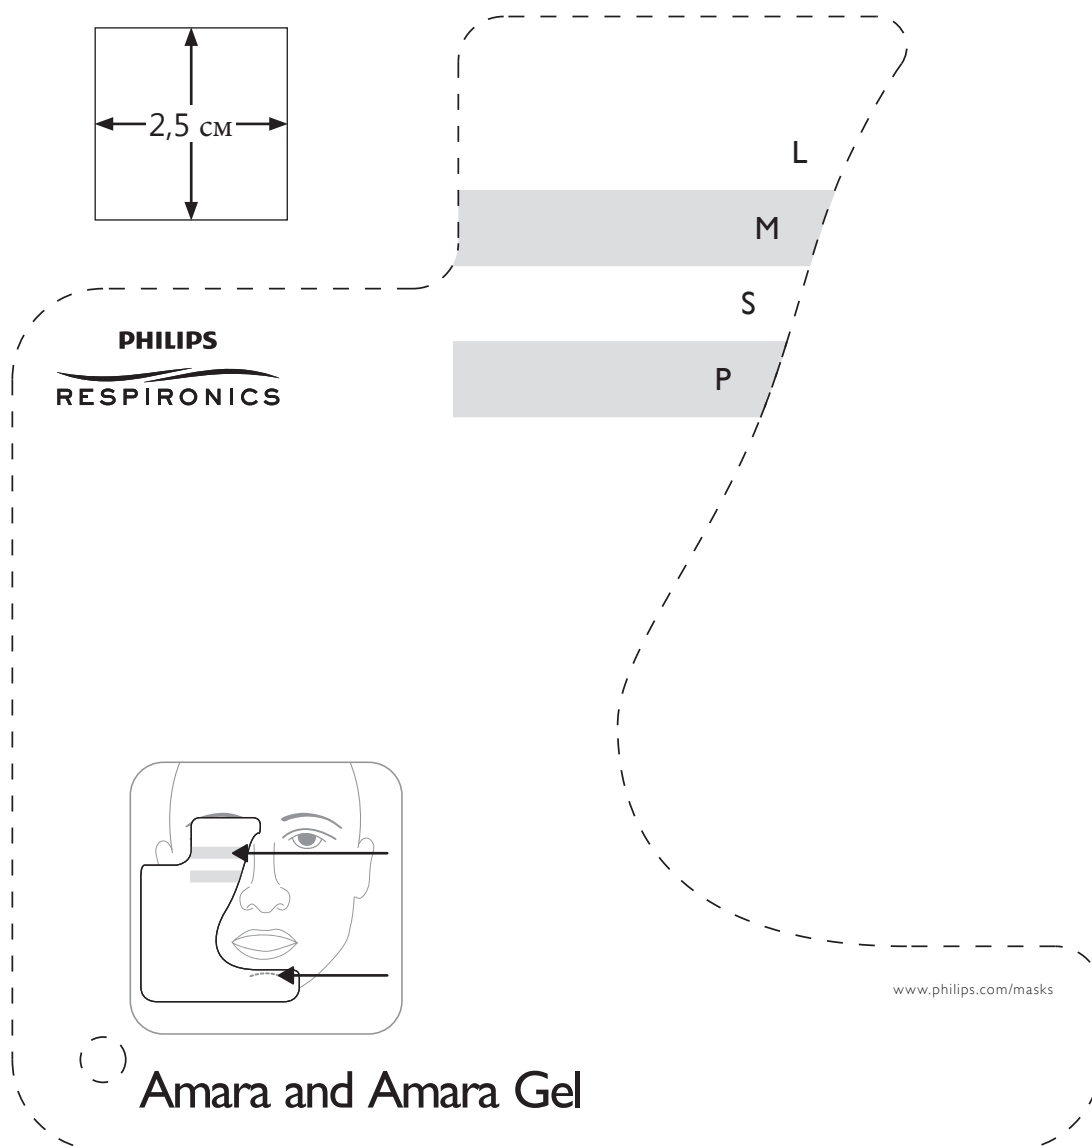 2,5 см
L
M
S
P
PHILIPS
RESPIRONICS
www.philips.com/masks
Amara and Amara Gel